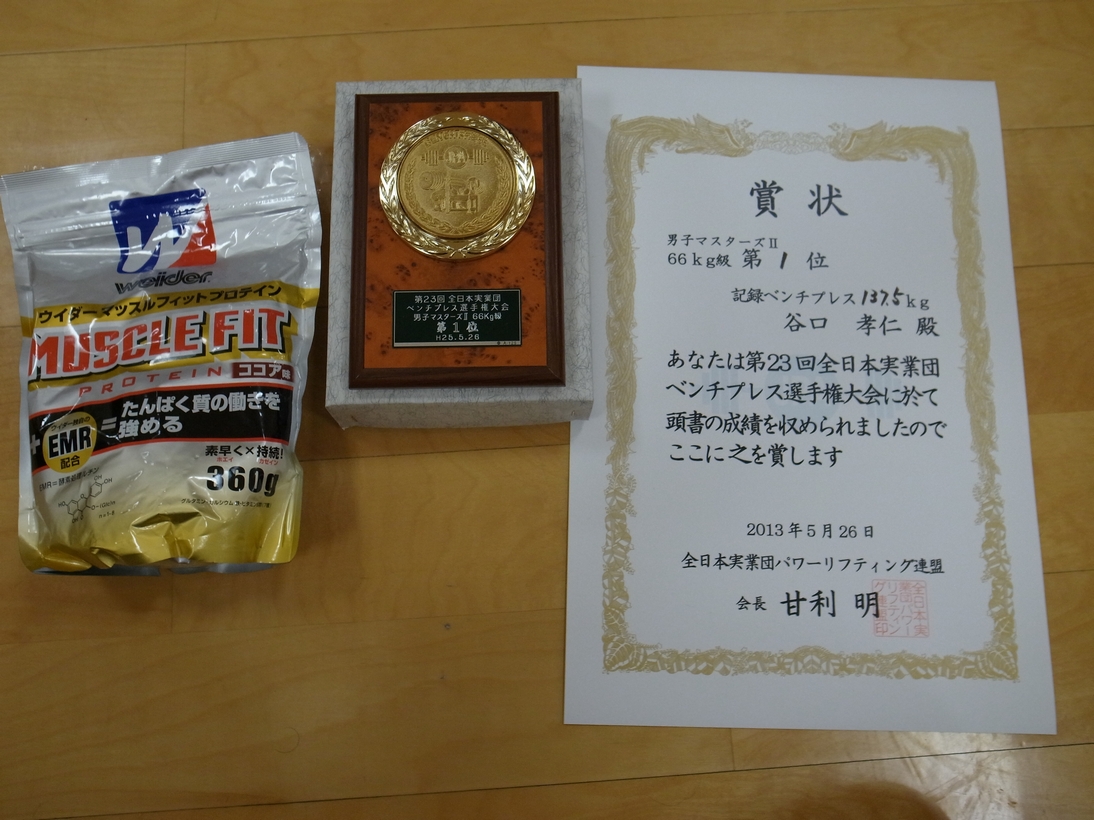 weider
ウイダーマッスルフィットプロテイン
MUSCLE FIT
PROTEIN ココア味
たんぱく質の働きを
強める
EMR
配合
素早く×持続!
ホエイ カゼイン
360g
第23回 全日本実業団
ベンチプレス選手権大会
男子マスターズⅡ 66Kg級
第1位
H25.5.26
賞状
男子マスターズⅡ
66kg級 第1位
記録ベンチプレス137.5kg
谷口 孝仁 殿
あなたは第23回全日本実業団
ベンチプレス選手権大会に於て
頭書の成績を収められましたので
ここに之を賞します
2013年5月26日
全日本実業団パワーリフティング連盟
会長 甘利 明